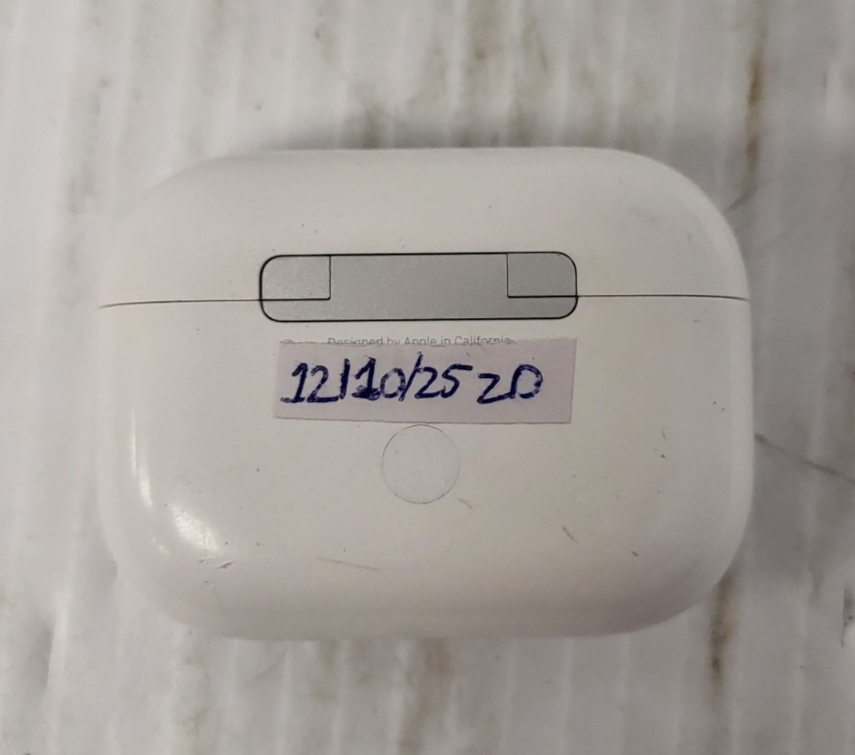 Designed by Apple in California
12/10/25 ZD